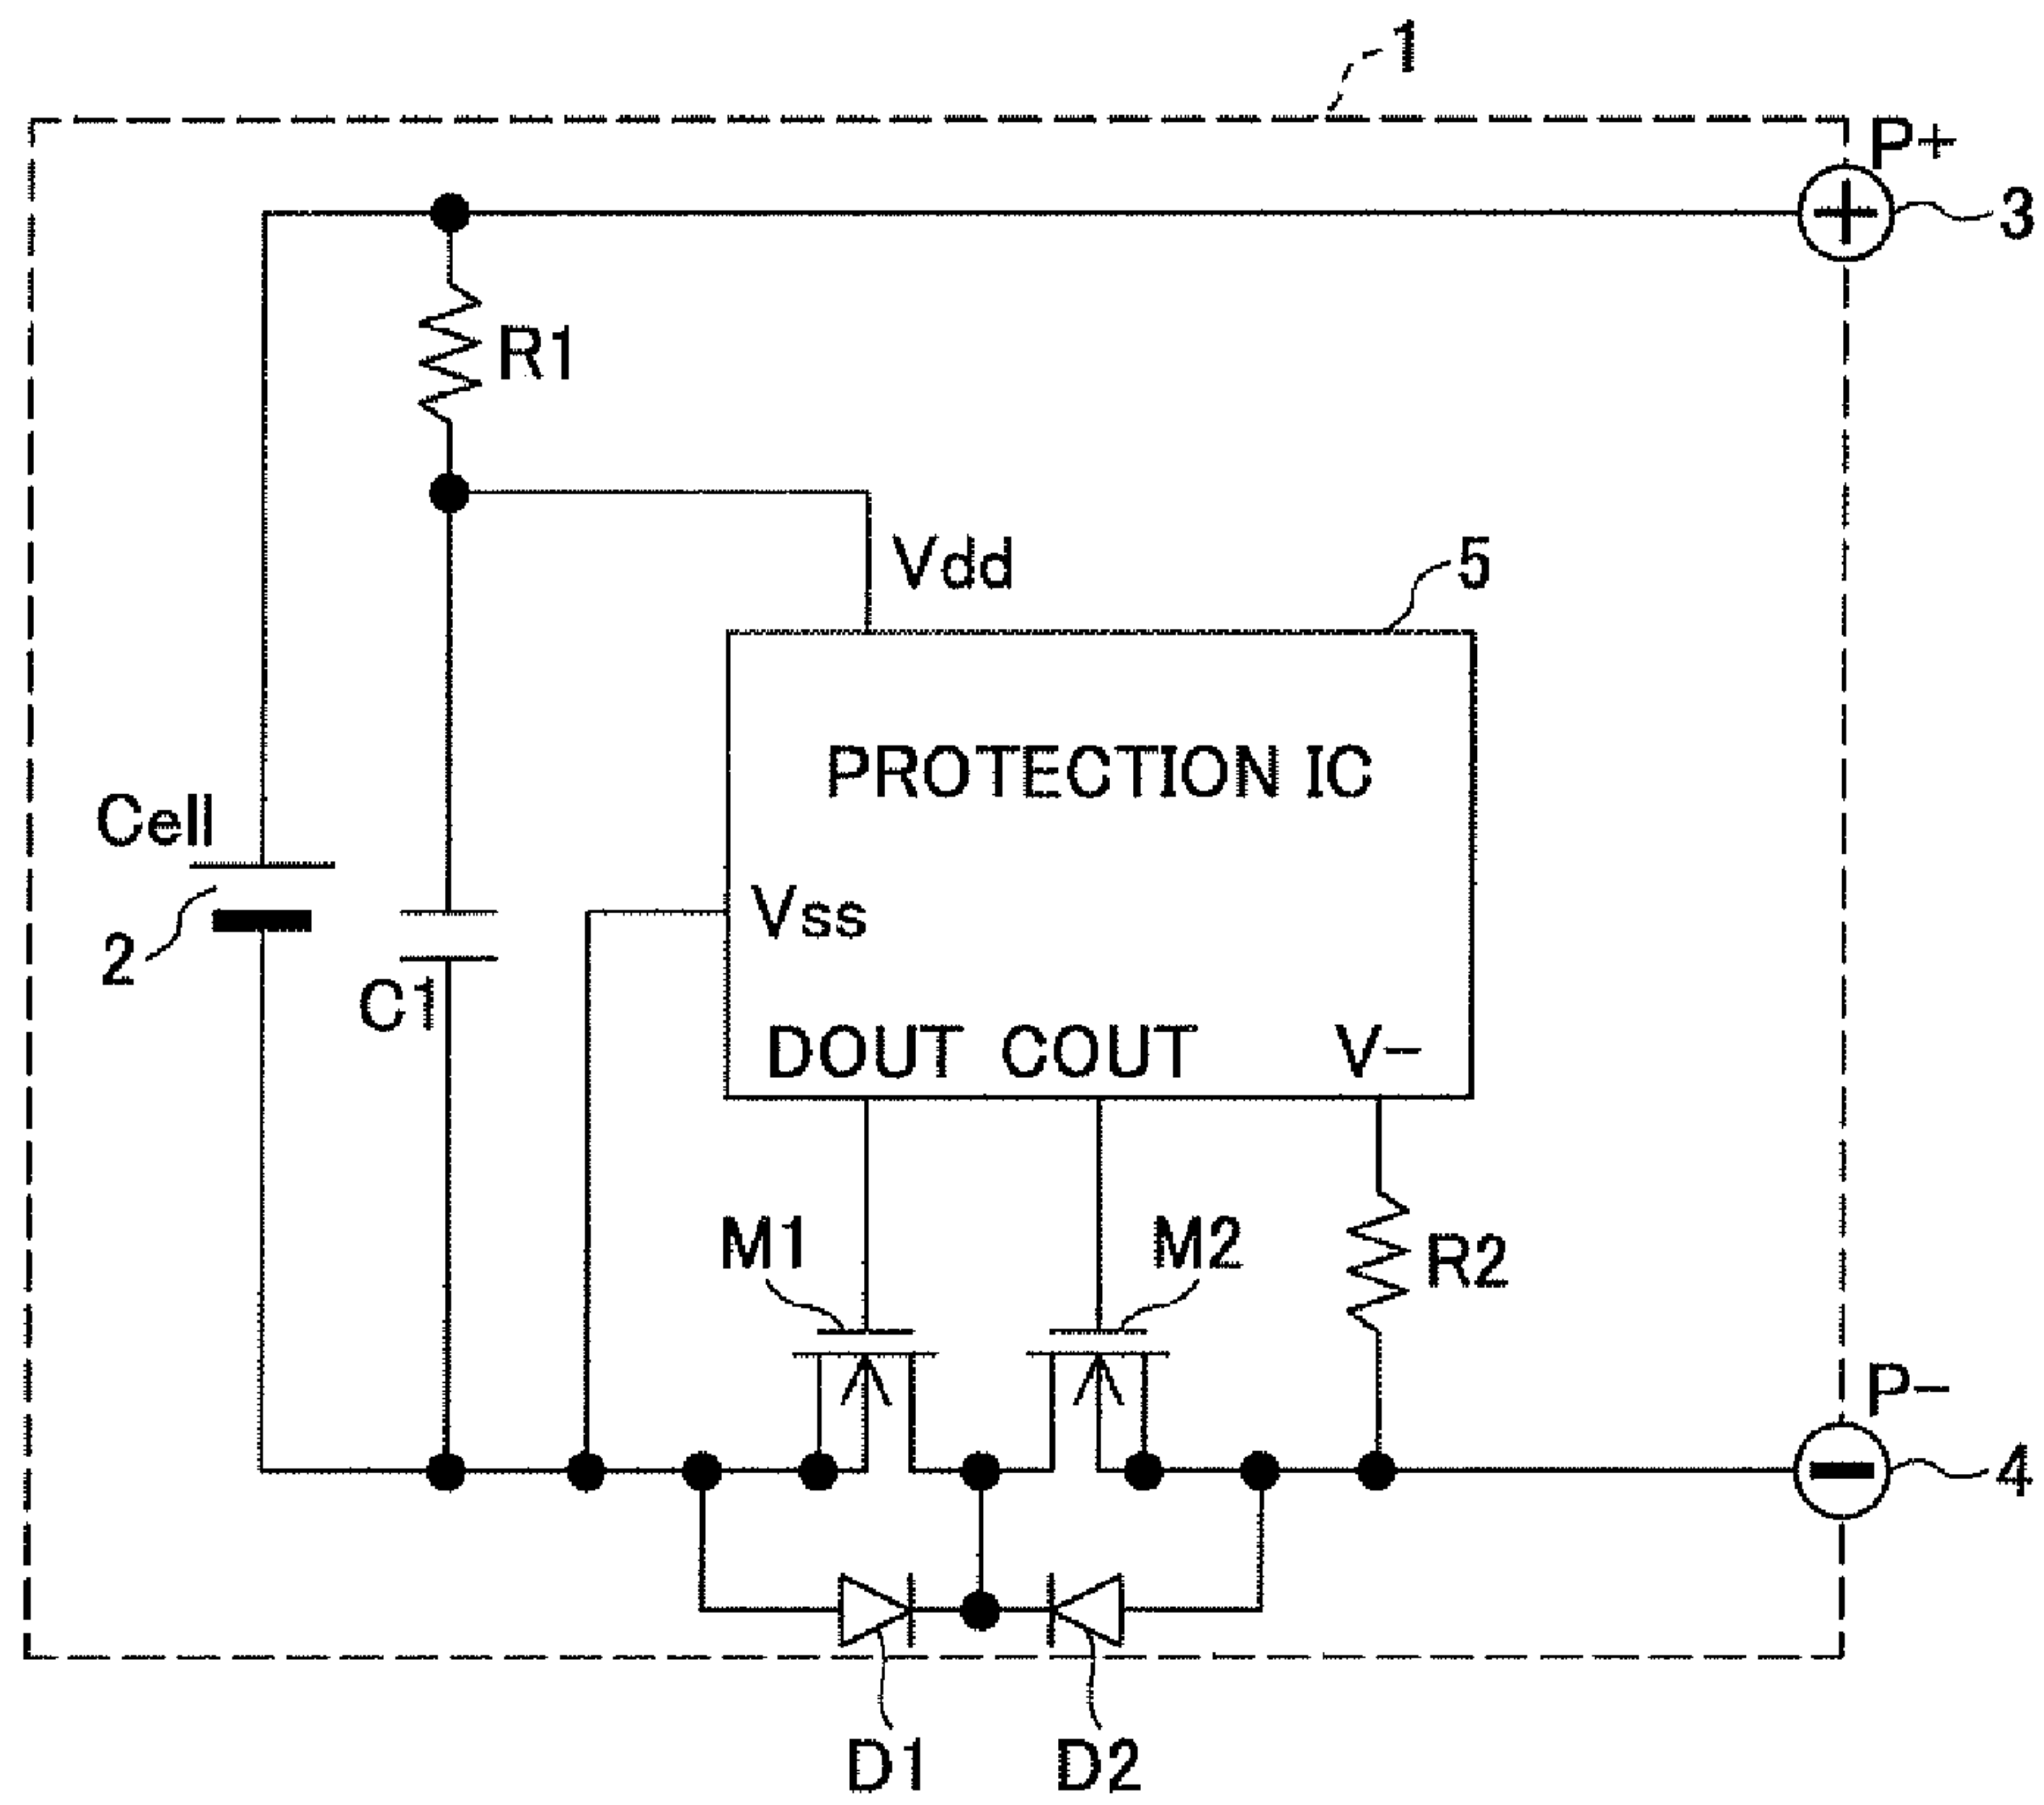 1
P+
3
R1
Vdd
5
PROTECTION IC
Cell
2
Vss
C1
DOUT COUT V-
M1
M2
R2
P-
4
D1
D2